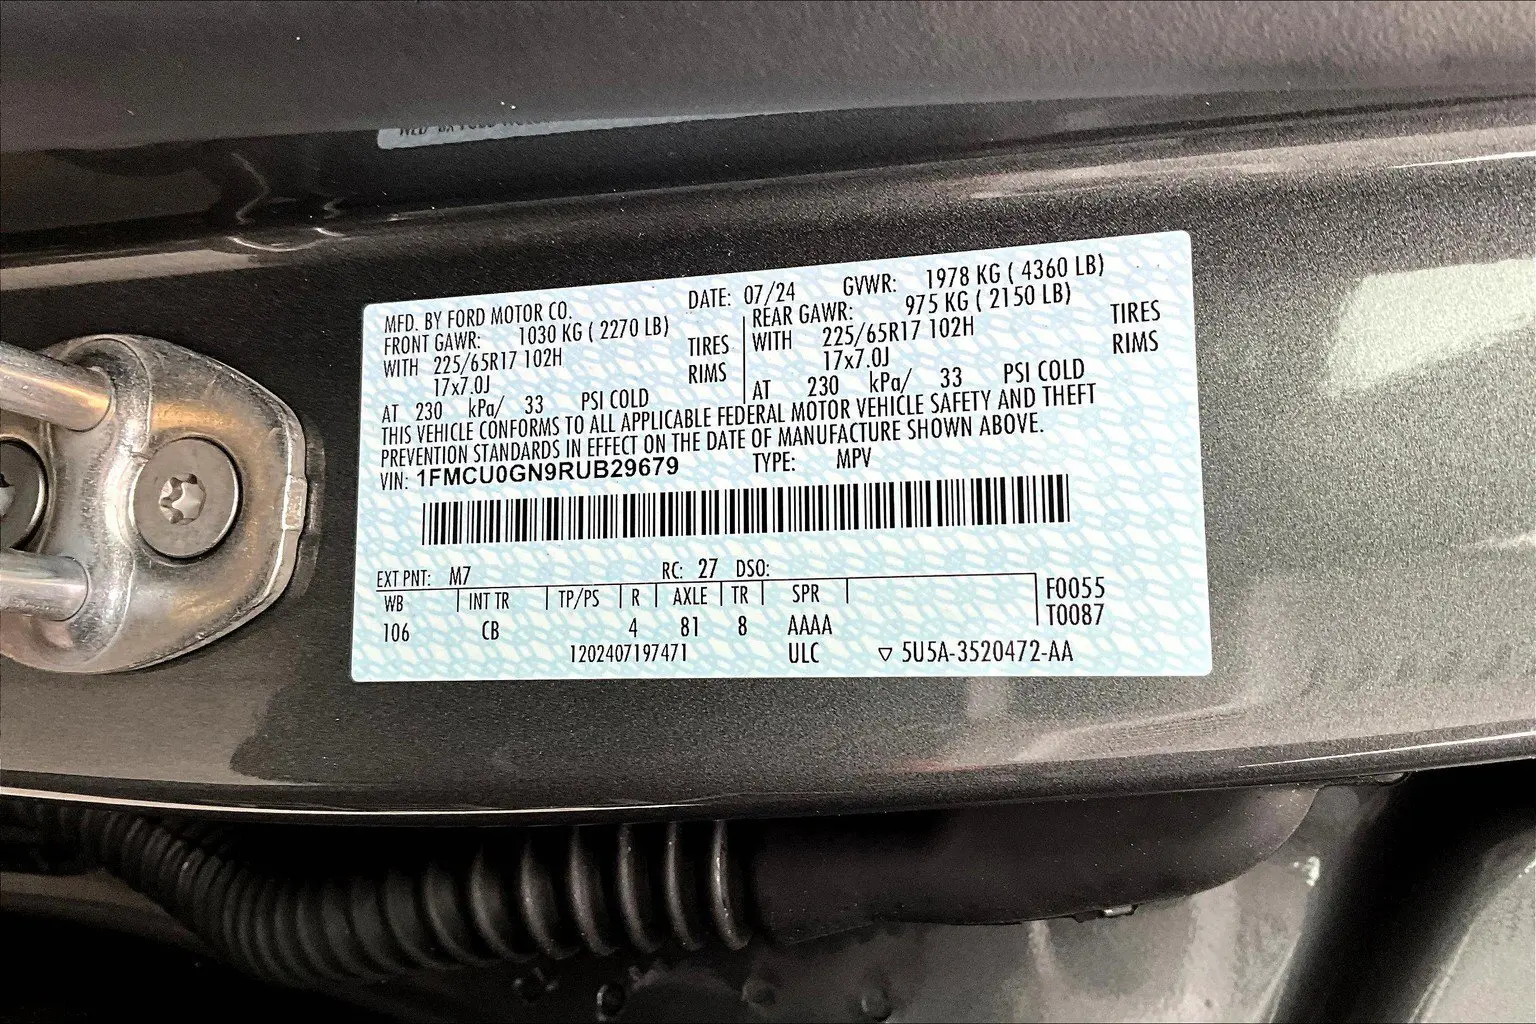 MFD. BY FORD MOTOR CO. DATE: 07/24 GVWR: 1978 KG ( 4360 LB)
FRONT GAWR: 1030 KG ( 2270 LB) REAR GAWR: 975 KG ( 2150 LB)
WITH 225/65R17 102H TIRES WITH 225/65R17 102H TIRES
17x7.0J RIMS 17x7.0J RIMS
AT 230 kPa/ 33 PSI COLD AT 230 kPa/ 33 PSI COLD
THIS VEHICLE CONFORMS TO ALL APPLICABLE FEDERAL MOTOR VEHICLE SAFETY AND THEFT
PREVENTION STANDARDS IN EFFECT ON THE DATE OF MANUFACTURE SHOWN ABOVE.
VIN: 1FMCU0GN9RUB29679 TYPE: MPV
EXT PNT: M7 RC: 27 DSO:
WB INT TR TP/PS R AXLE TR SPR F0055
T0087
106 CB 4 81 8 AAAA
1202407197471 ULC ▽ 5U5A-3520472-AA